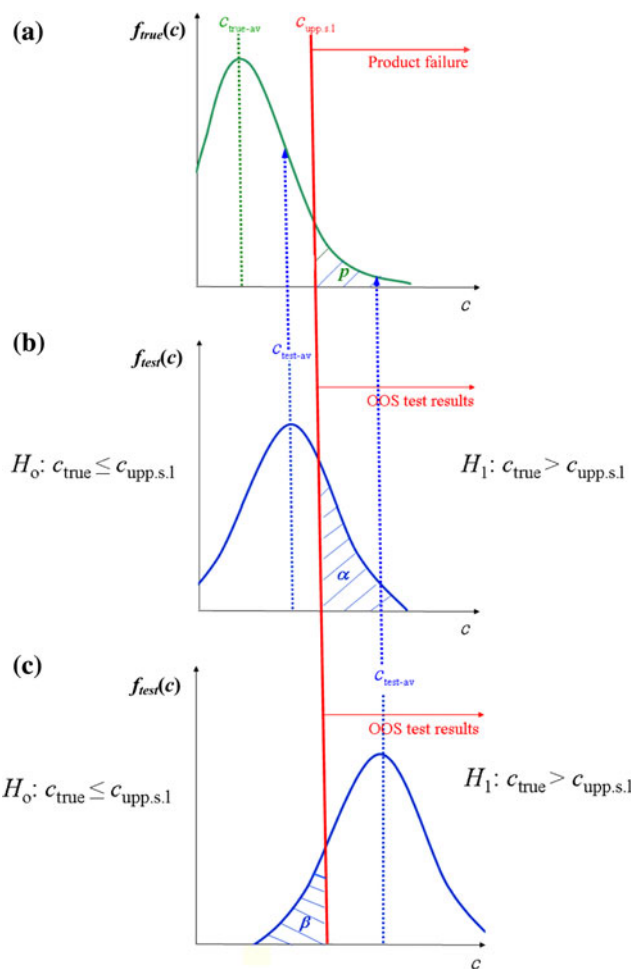 (a)
f_true(c)
c_true-av
c_upp.s.l
Product failure
p
c
(b)
f_test(c)
c_test-av
OOS test results
H_o: c_true ≤ c_upp.s.l
H_1: c_true > c_upp.s.l
α
c
(c)
f_test(c)
c_test-av
OOS test results
H_o: c_true ≤ c_upp.s.l
H_1: c_true > c_upp.s.l
β
c